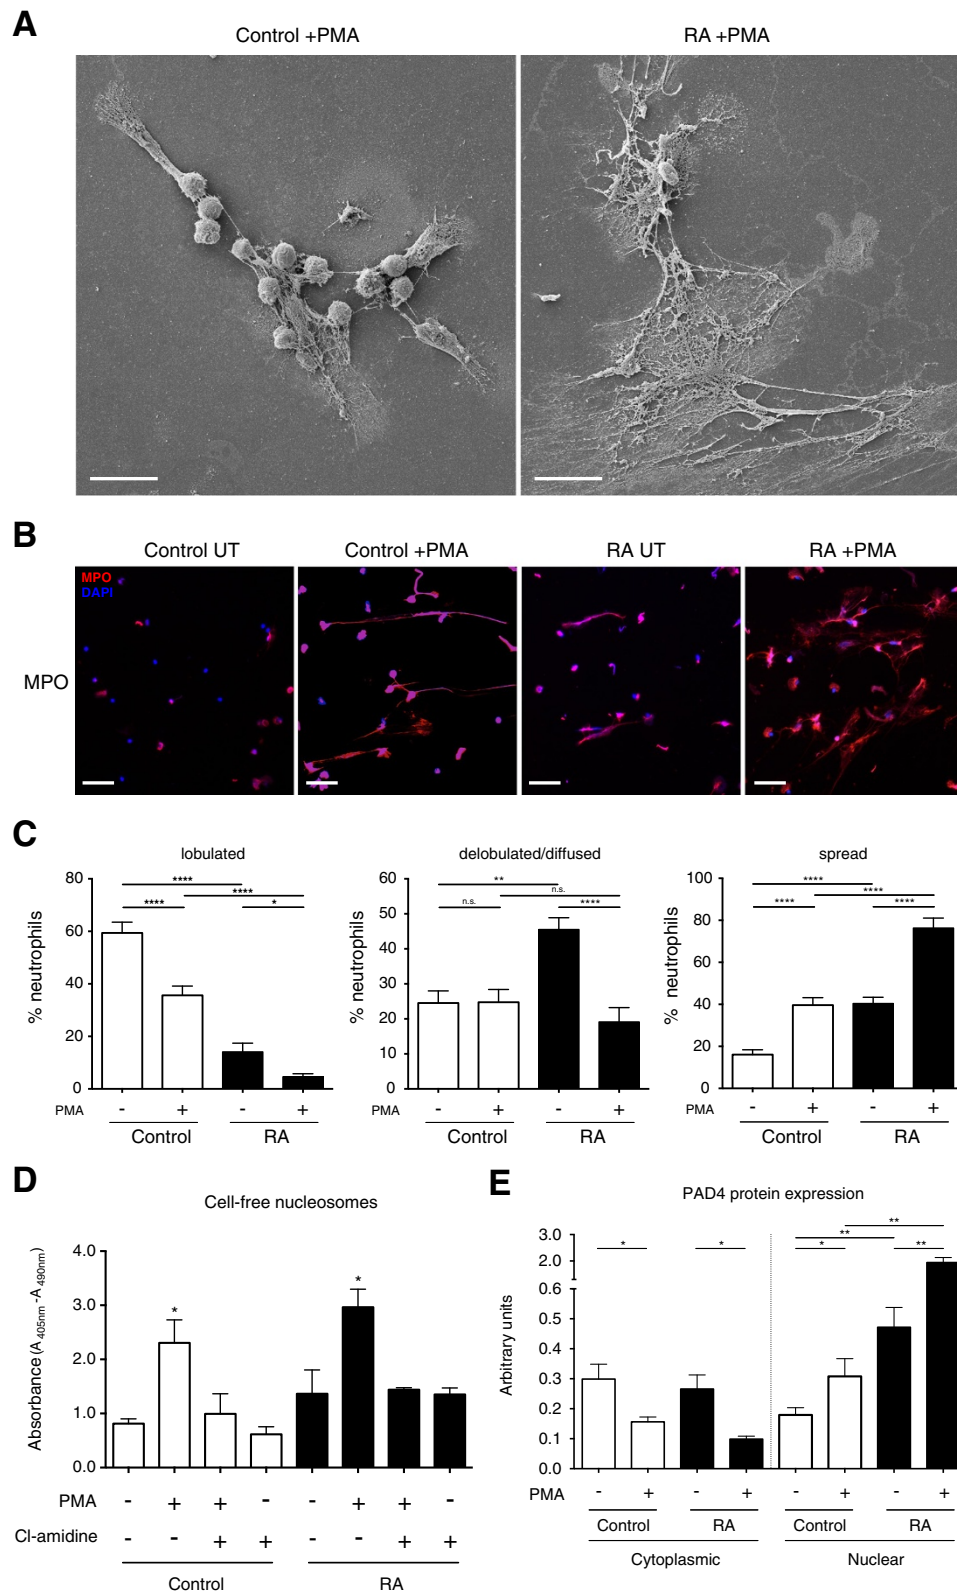 A
Control +PMA
RA +PMA
B
Control UT
Control +PMA
RA UT
RA +PMA
MPO
DAPI
MPO
C
lobulated
% neutrophils
80
60
40
20
0
****
****
****
*
PMA
- + - +
Control
RA
delobulated/diffused
% neutrophils
60
50
40
30
20
10
0
**
n.s.
n.s.
****
PMA
- + - +
Control
RA
spread
% neutrophils
100
80
60
40
20
0
****
****
****
****
PMA
- + - +
Control
RA
D
Cell-free nucleosomes
Absorbance (A 405nm -A 490nm)
4.0
3.0
2.0
1.0
0.0
*
*
PMA - + + - - + + -
Cl-amidine - - + + - - + +
Control
RA
E
PAD4 protein expression
Arbitrary units
3.0
2.0
0.6
0.5
0.4
0.3
0.2
0.1
0.0
*
*
**
**
*
**
PMA - + - + - + - +
Control
RA
Control
RA
Cytoplasmic
Nuclear